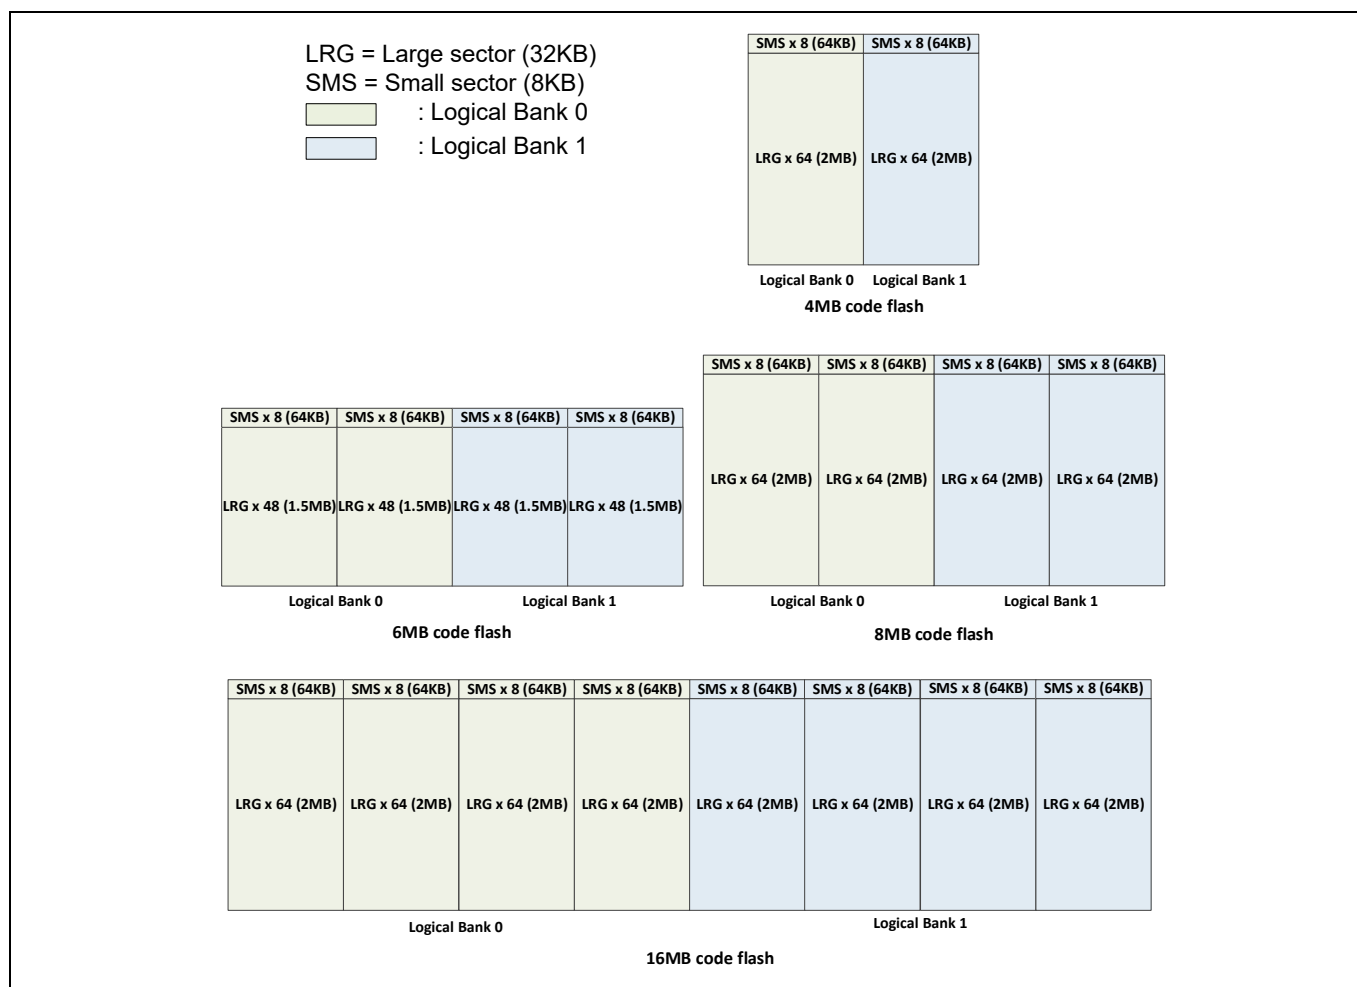 LRG = Large sector (32KB)
SMS = Small sector (8KB)
: Logical Bank 0
: Logical Bank 1
SMS x 8 (64KB) SMS x 8 (64KB)
LRG x 64 (2MB) LRG x 64 (2MB)
Logical Bank 0 Logical Bank 1
4MB code flash
SMS x 8 (64KB) SMS x 8 (64KB) SMS x 8 (64KB) SMS x 8 (64KB)
LRG x 48 (1.5MB) LRG x 48 (1.5MB) LRG x 48 (1.5MB) LRG x 48 (1.5MB)
Logical Bank 0 Logical Bank 1
6MB code flash
SMS x 8 (64KB) SMS x 8 (64KB) SMS x 8 (64KB) SMS x 8 (64KB)
LRG x 64 (2MB) LRG x 64 (2MB) LRG x 64 (2MB) LRG x 64 (2MB)
Logical Bank 0 Logical Bank 1
8MB code flash
SMS x 8 (64KB) SMS x 8 (64KB) SMS x 8 (64KB) SMS x 8 (64KB) SMS x 8 (64KB) SMS x 8 (64KB) SMS x 8 (64KB) SMS x 8 (64KB)
LRG x 64 (2MB) LRG x 64 (2MB) LRG x 64 (2MB) LRG x 64 (2MB) LRG x 64 (2MB) LRG x 64 (2MB) LRG x 64 (2MB) LRG x 64 (2MB)
Logical Bank 0 Logical Bank 1
16MB code flash